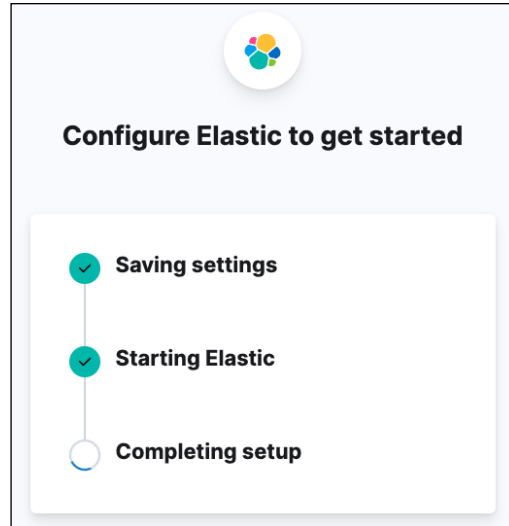 Configure Elastic to get started
Saving settings
Starting Elastic
Completing setup